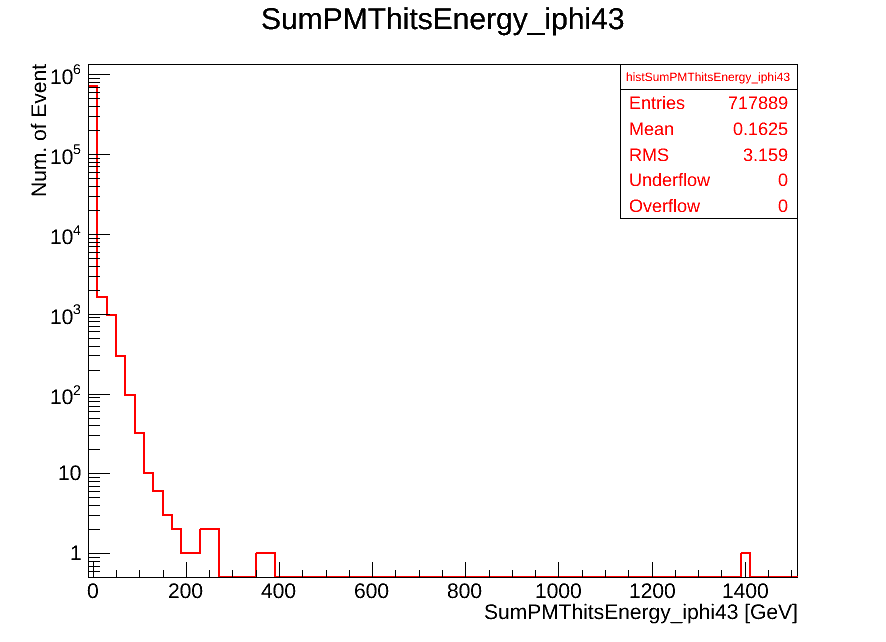 SumPMThitsEnergy_iphi43
histSumPMThitsEnergy_iphi43
Entries 717889
Mean 0.1625
RMS 3.159
Underflow 0
Overflow 0
Num. of Event
10^6
10^5
10^4
10^3
10^2
10
1
0 200 400 600 800 1000 1200 1400
SumPMThitsEnergy_iphi43 [GeV]